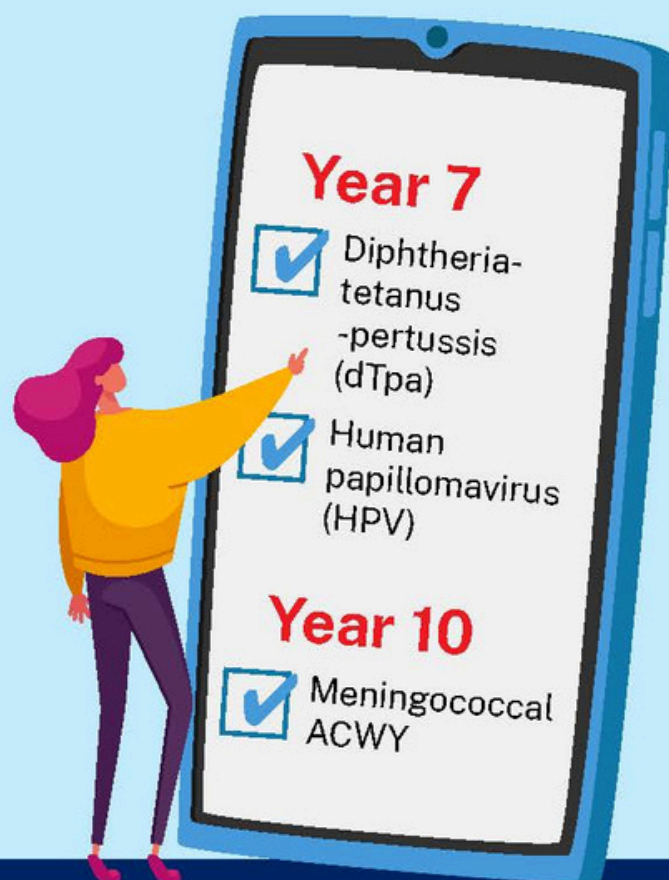 Year 7
Diphtheria-
tetanus
-pertussis
(dTpa)
Human
papillomavirus
(HPV)
Year 10
Meningococcal
ACWY